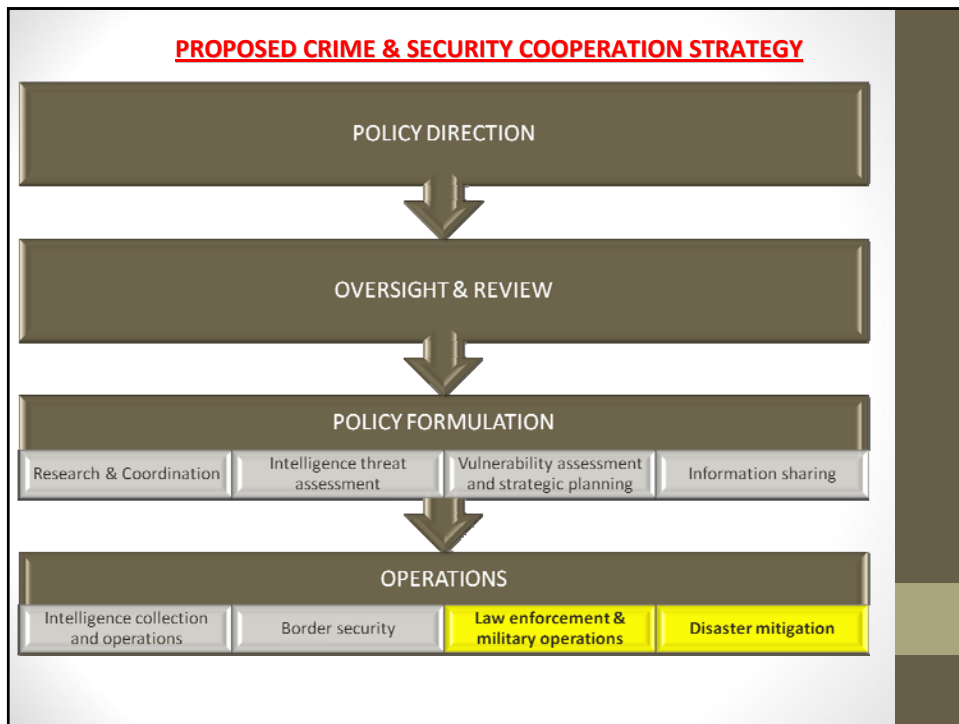 PROPOSED CRIME & SECURITY COOPERATION STRATEGY
POLICY DIRECTION
OVERSIGHT & REVIEW
POLICY FORMULATION
Research & Coordination
Intelligence threat
assessment
Vulnerability assessment
and strategic planning
Information sharing
OPERATIONS
Intelligence collection
and operations
Border security
Law enforcement &
military operations
Disaster mitigation